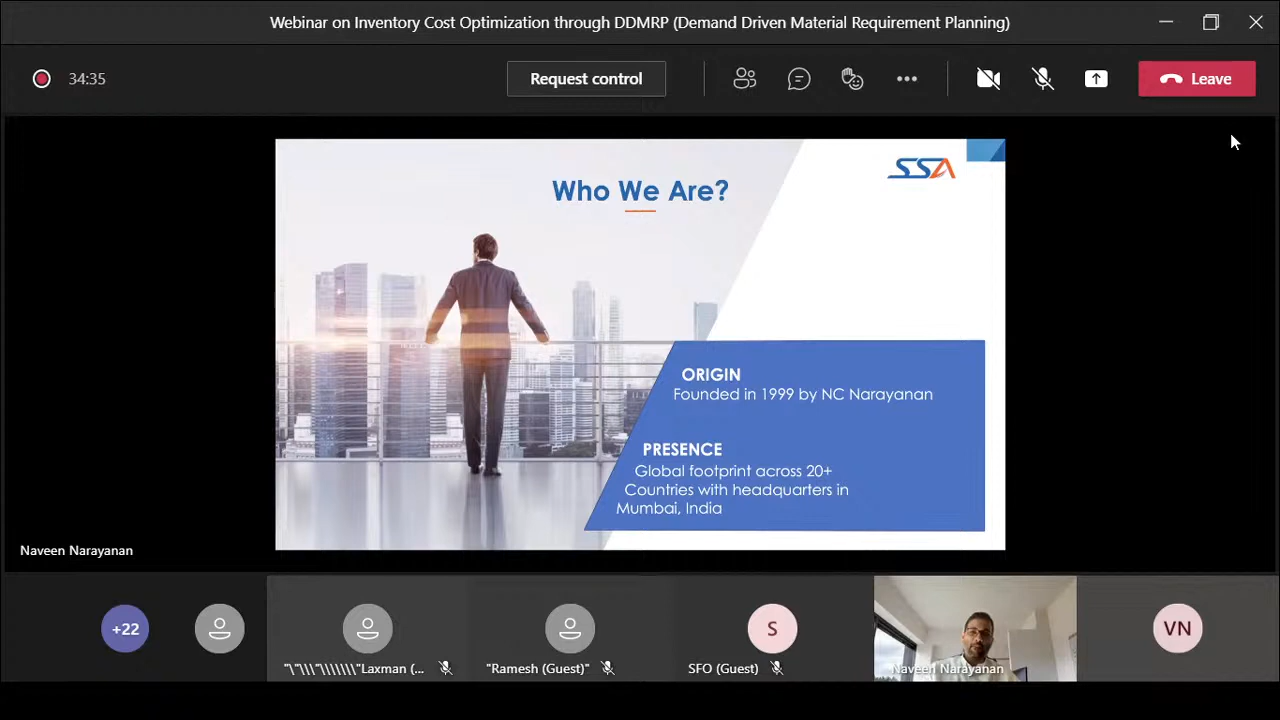 Webinar on Inventory Cost Optimization through DDMRP (Demand Driven Material Requirement Planning)
34:35
Request control
Leave
SSA
Who We Are?
ORIGIN
Founded in 1999 by NC Narayanan
PRESENCE
Global footprint across 20+
Countries with headquarters in
Mumbai, India
Naveen Narayanan
+22
"\"\\\"\\\\\\\"Laxman (...
"Ramesh (Guest)"
S
SFO (Guest)
Naveen Narayanan
VN